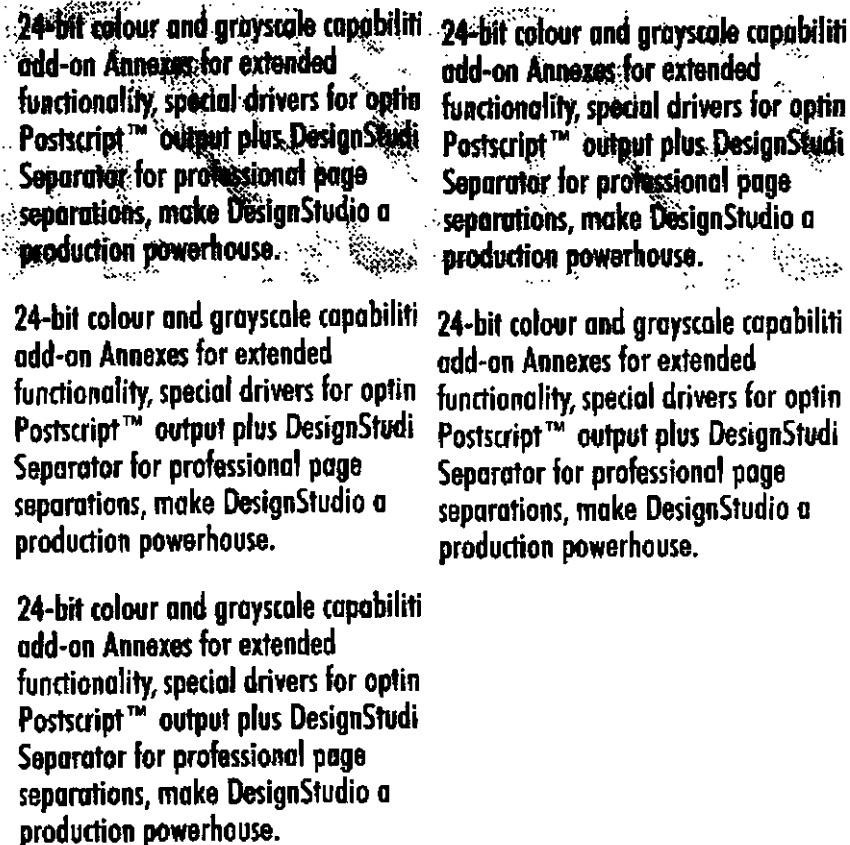 24-bit colour and grayscale capabiliti
add-on Annexes for extended
functionality, special drivers for optin
Postscript™ output plus DesignStudi
Separator for professional page
separations, make DesignStudio a
production powerhouse.
24-bit colour and grayscale capabiliti
add-on Annexes for extended
functionality, special drivers for optin
Postscript™ output plus DesignStudi
Separator for professional page
separations, make DesignStudio a
production powerhouse.
24-bit colour and grayscale capabiliti
add-on Annexes for extended
functionality, special drivers for optin
Postscript™ output plus DesignStudi
Separator for professional page
separations, make DesignStudio a
production powerhouse.
24-bit colour and grayscale capabiliti
add-on Annexes for extended
functionality, special drivers for optin
Postscript™ output plus DesignStudi
Separator for professional page
separations, make DesignStudio a
production powerhouse.
24-bit colour and grayscale capabiliti
add-on Annexes for extended
functionality, special drivers for optin
Postscript™ output plus DesignStudi
Separator for professional page
separations, make DesignStudio a
production powerhouse.